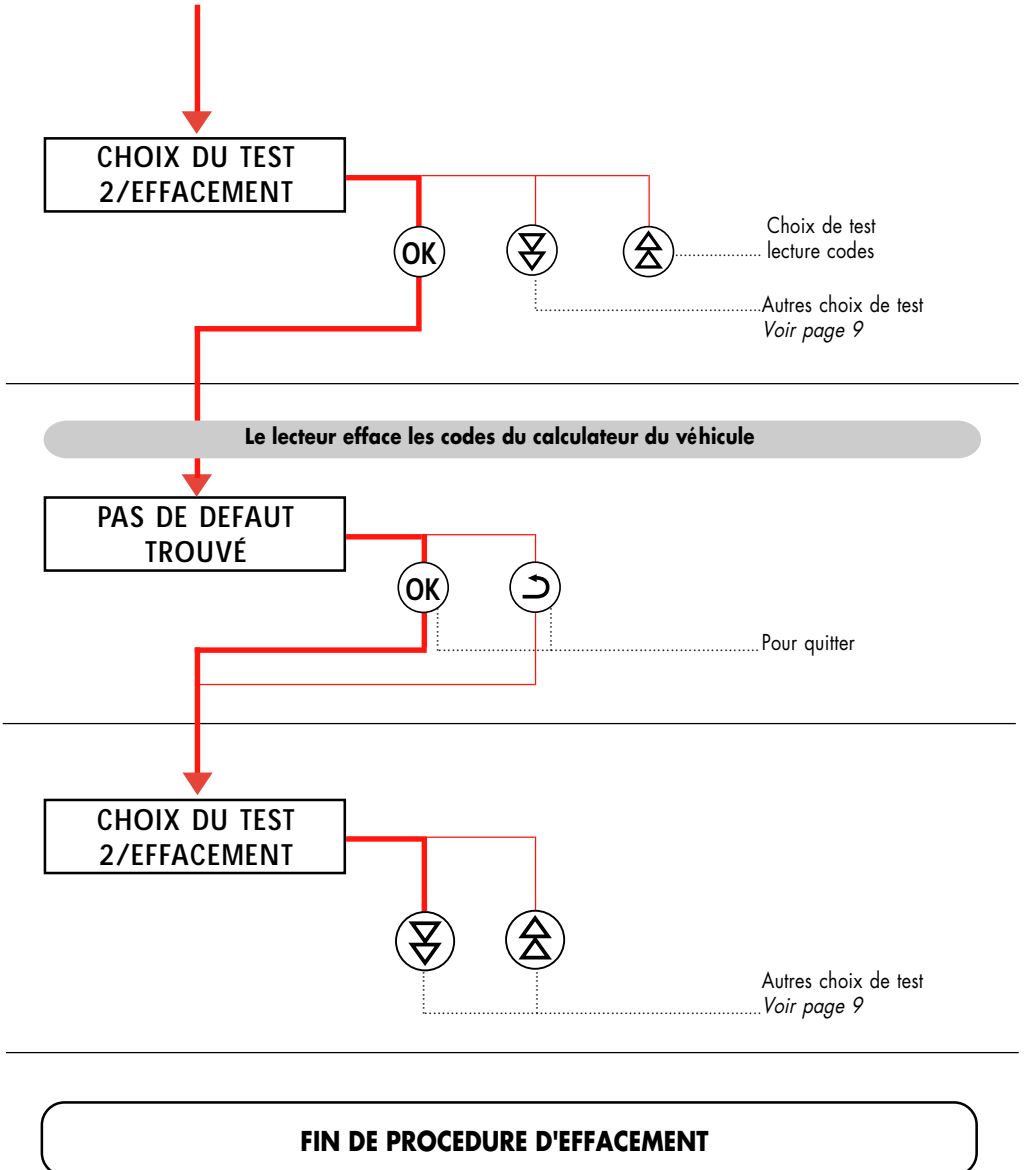 CHOIX DU TEST
2/EFFACEMENT
OK
Choix de test
lecture codes
Autres choix de test
Voir page 9
Le lecteur efface les codes du calculateur du véhicule
PAS DE DEFAUT
TROUVÉ
OK
Pour quitter
CHOIX DU TEST
2/EFFACEMENT
Autres choix de test
Voir page 9
FIN DE PROCEDURE D'EFFACEMENT